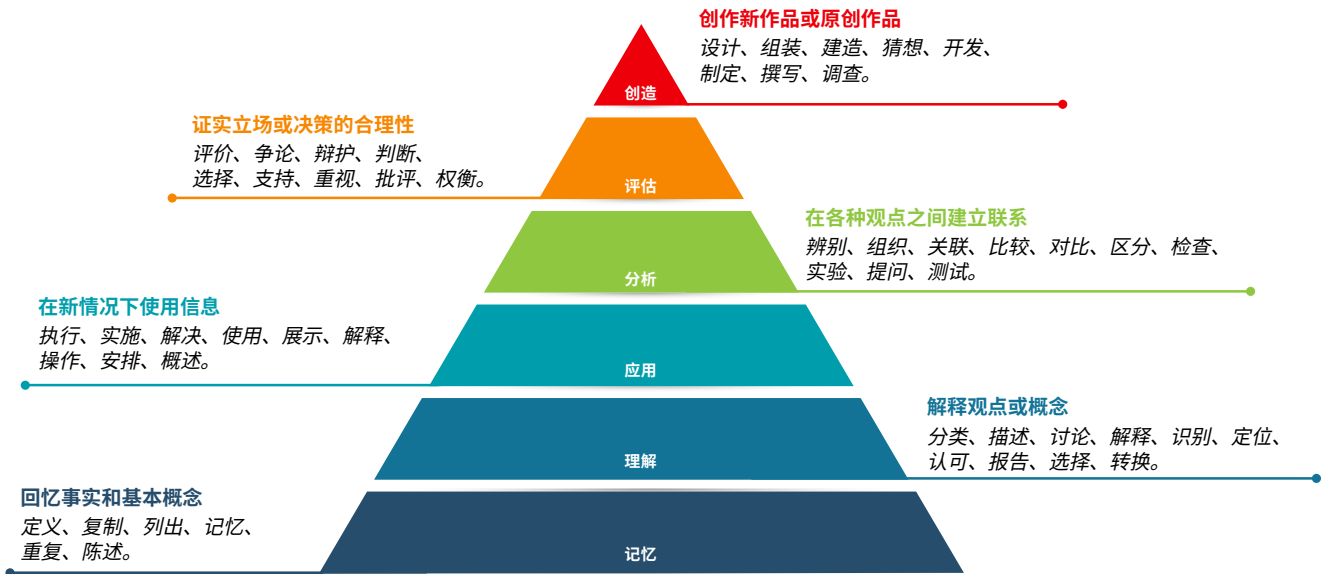 创作新作品或原创作品
设计、组装、建造、猜想、开发、
制定、撰写、调查。
创造
证实立场或决策的合理性
评价、争论、辩护、判断、
选择、支持、重视、批评、权衡。
评估
在各种观点之间建立联系
辨别、组织、关联、比较、对比、区分、检查、
实验、提问、测试。
分析
在新情况下使用信息
执行、实施、解决、使用、展示、解释、
操作、安排、概述。
应用
解释观点或概念
分类、描述、讨论、解释、识别、定位、
认可、报告、选择、转换。
理解
回忆事实和基本概念
定义、复制、列出、记忆、
重复、陈述。
记忆